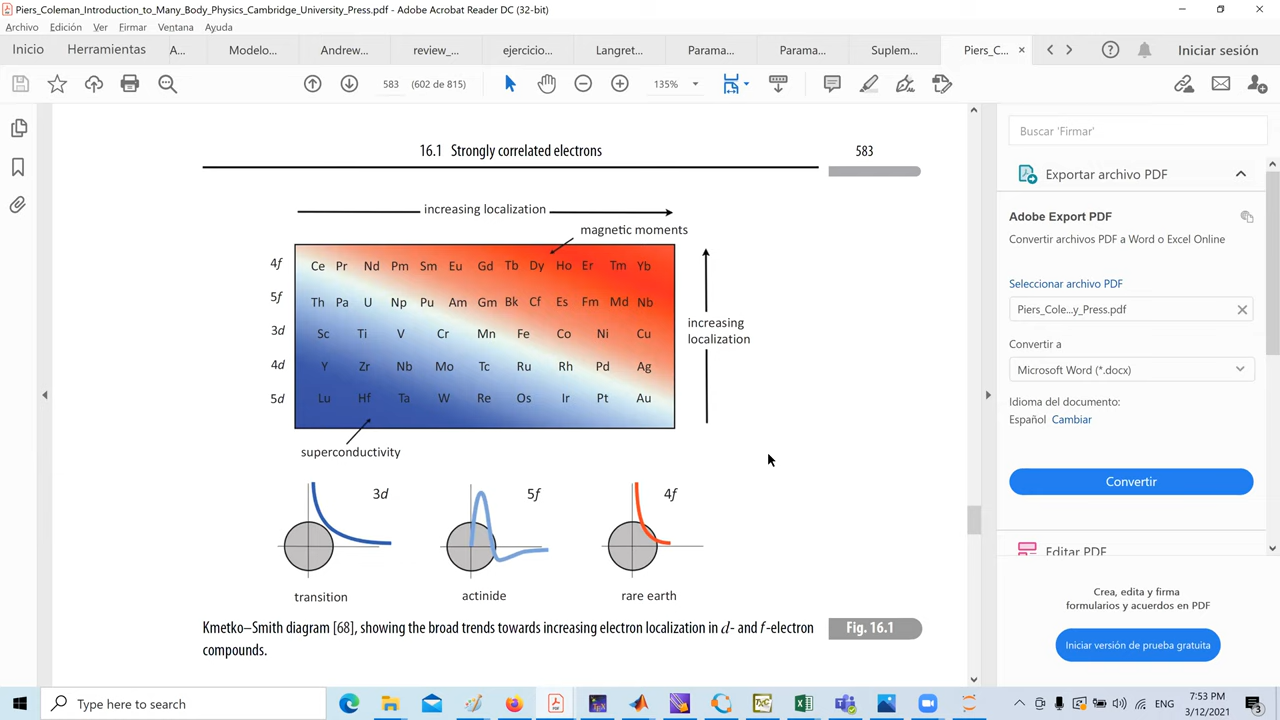 Piers_Coleman_Introduction_to_Many_Body_Physics_Cambridge_University_Press.pdf - Adobe Acrobat Reader DC (32-bit)
Archivo Edición Ver Firmar Ventana Ayuda
Inicio Herramientas A... Modelo... Andrew... review_... ejercicio... Langret... Parama... Parama... Suplem... Piers_C... × Iniciar sesión
583 (602 de 815) 135%
16.1 Strongly correlated electrons 583
increasing localization
magnetic moments
4f Ce Pr Nd Pm Sm Eu Gd Tb Dy Ho Er Tm Yb
5f Th Pa U Np Pu Am Gm Bk Cf Es Fm Md Nb
3d Sc Ti V Cr Mn Fe Co Ni Cu
4d Y Zr Nb Mo Tc Ru Rh Pd Ag
5d Lu Hf Ta W Re Os Ir Pt Au
increasing
localization
superconductivity
3d 5f 4f
transition actinide rare earth
Kmetko–Smith diagram [68], showing the broad trends towards increasing electron localization in d- and f-electron
compounds.
Fig. 16.1
Buscar 'Firmar'
Exportar archivo PDF
Adobe Export PDF
Convertir archivos PDF a Word o Excel Online
Seleccionar archivo PDF
Piers_Cole...y_Press.pdf
Convertir a
Microsoft Word (*.docx)
Idioma del documento:
Español Cambiar
Convertir
Editar PDF
Crea, edita y firma
formularios y acuerdos en PDF
Iniciar versión de prueba gratuita
Type here to search
ENG
7:53 PM
3/12/2021
3